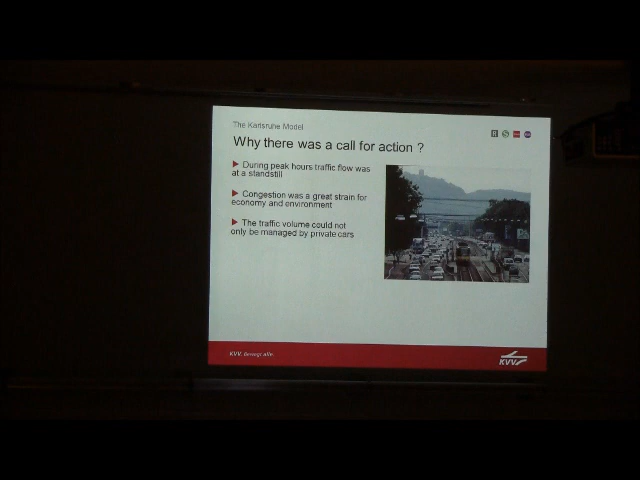 The Karlsruhe Model
Why there was a call for action ?
During peak hours traffic flow was
at a standstill
Congestion was a great strain for
economy and environment
The traffic volume could not
only be managed by private cars
KVV. Bewegt alle.
KVV